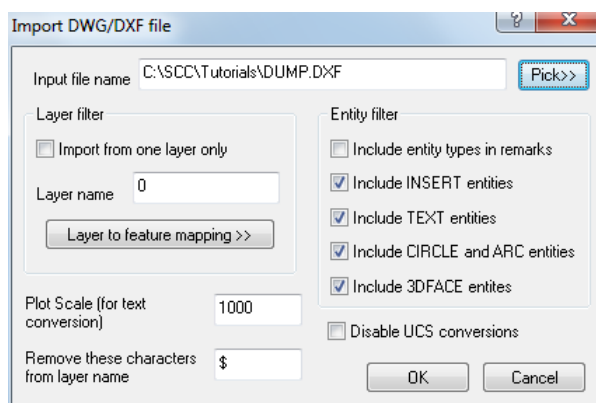 Import DWG/DXF file
?
Input file name
C:\SCC\Tutorials\DUMP.DXF
Pick>>
Layer filter
Import from one layer only
Layer name
0
Layer to feature mapping >>
Entity filter
Include entity types in remarks
Include INSERT entities
Include TEXT entities
Include CIRCLE and ARC entities
Include 3DFACE entites
Plot Scale (for text
conversion)
1000
Disable UCS conversions
Remove these characters
from layer name
$
OK
Cancel